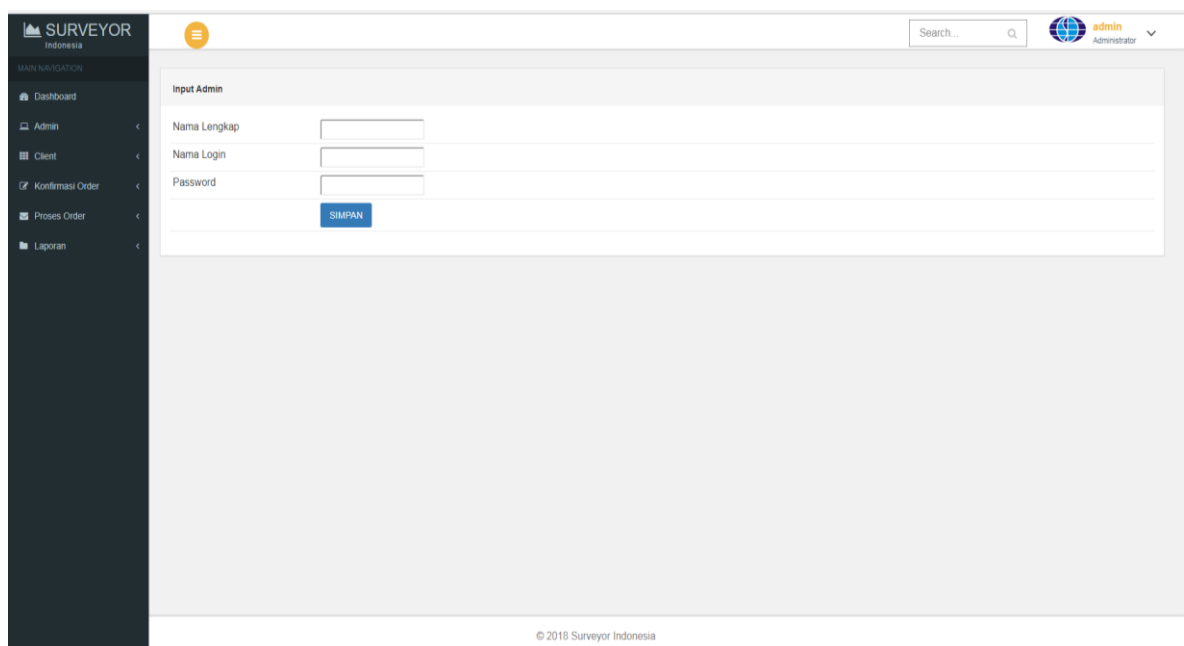 SURVEYOR
Indonesia
Search...
admin
Administrator
MAIN NAVIGATION
Dashboard
Admin
Client
Konfirmasi Order
Proses Order
Laporan
Input Admin
Nama Lengkap
Nama Login
Password
SIMPAN
© 2018 Surveyor Indonesia